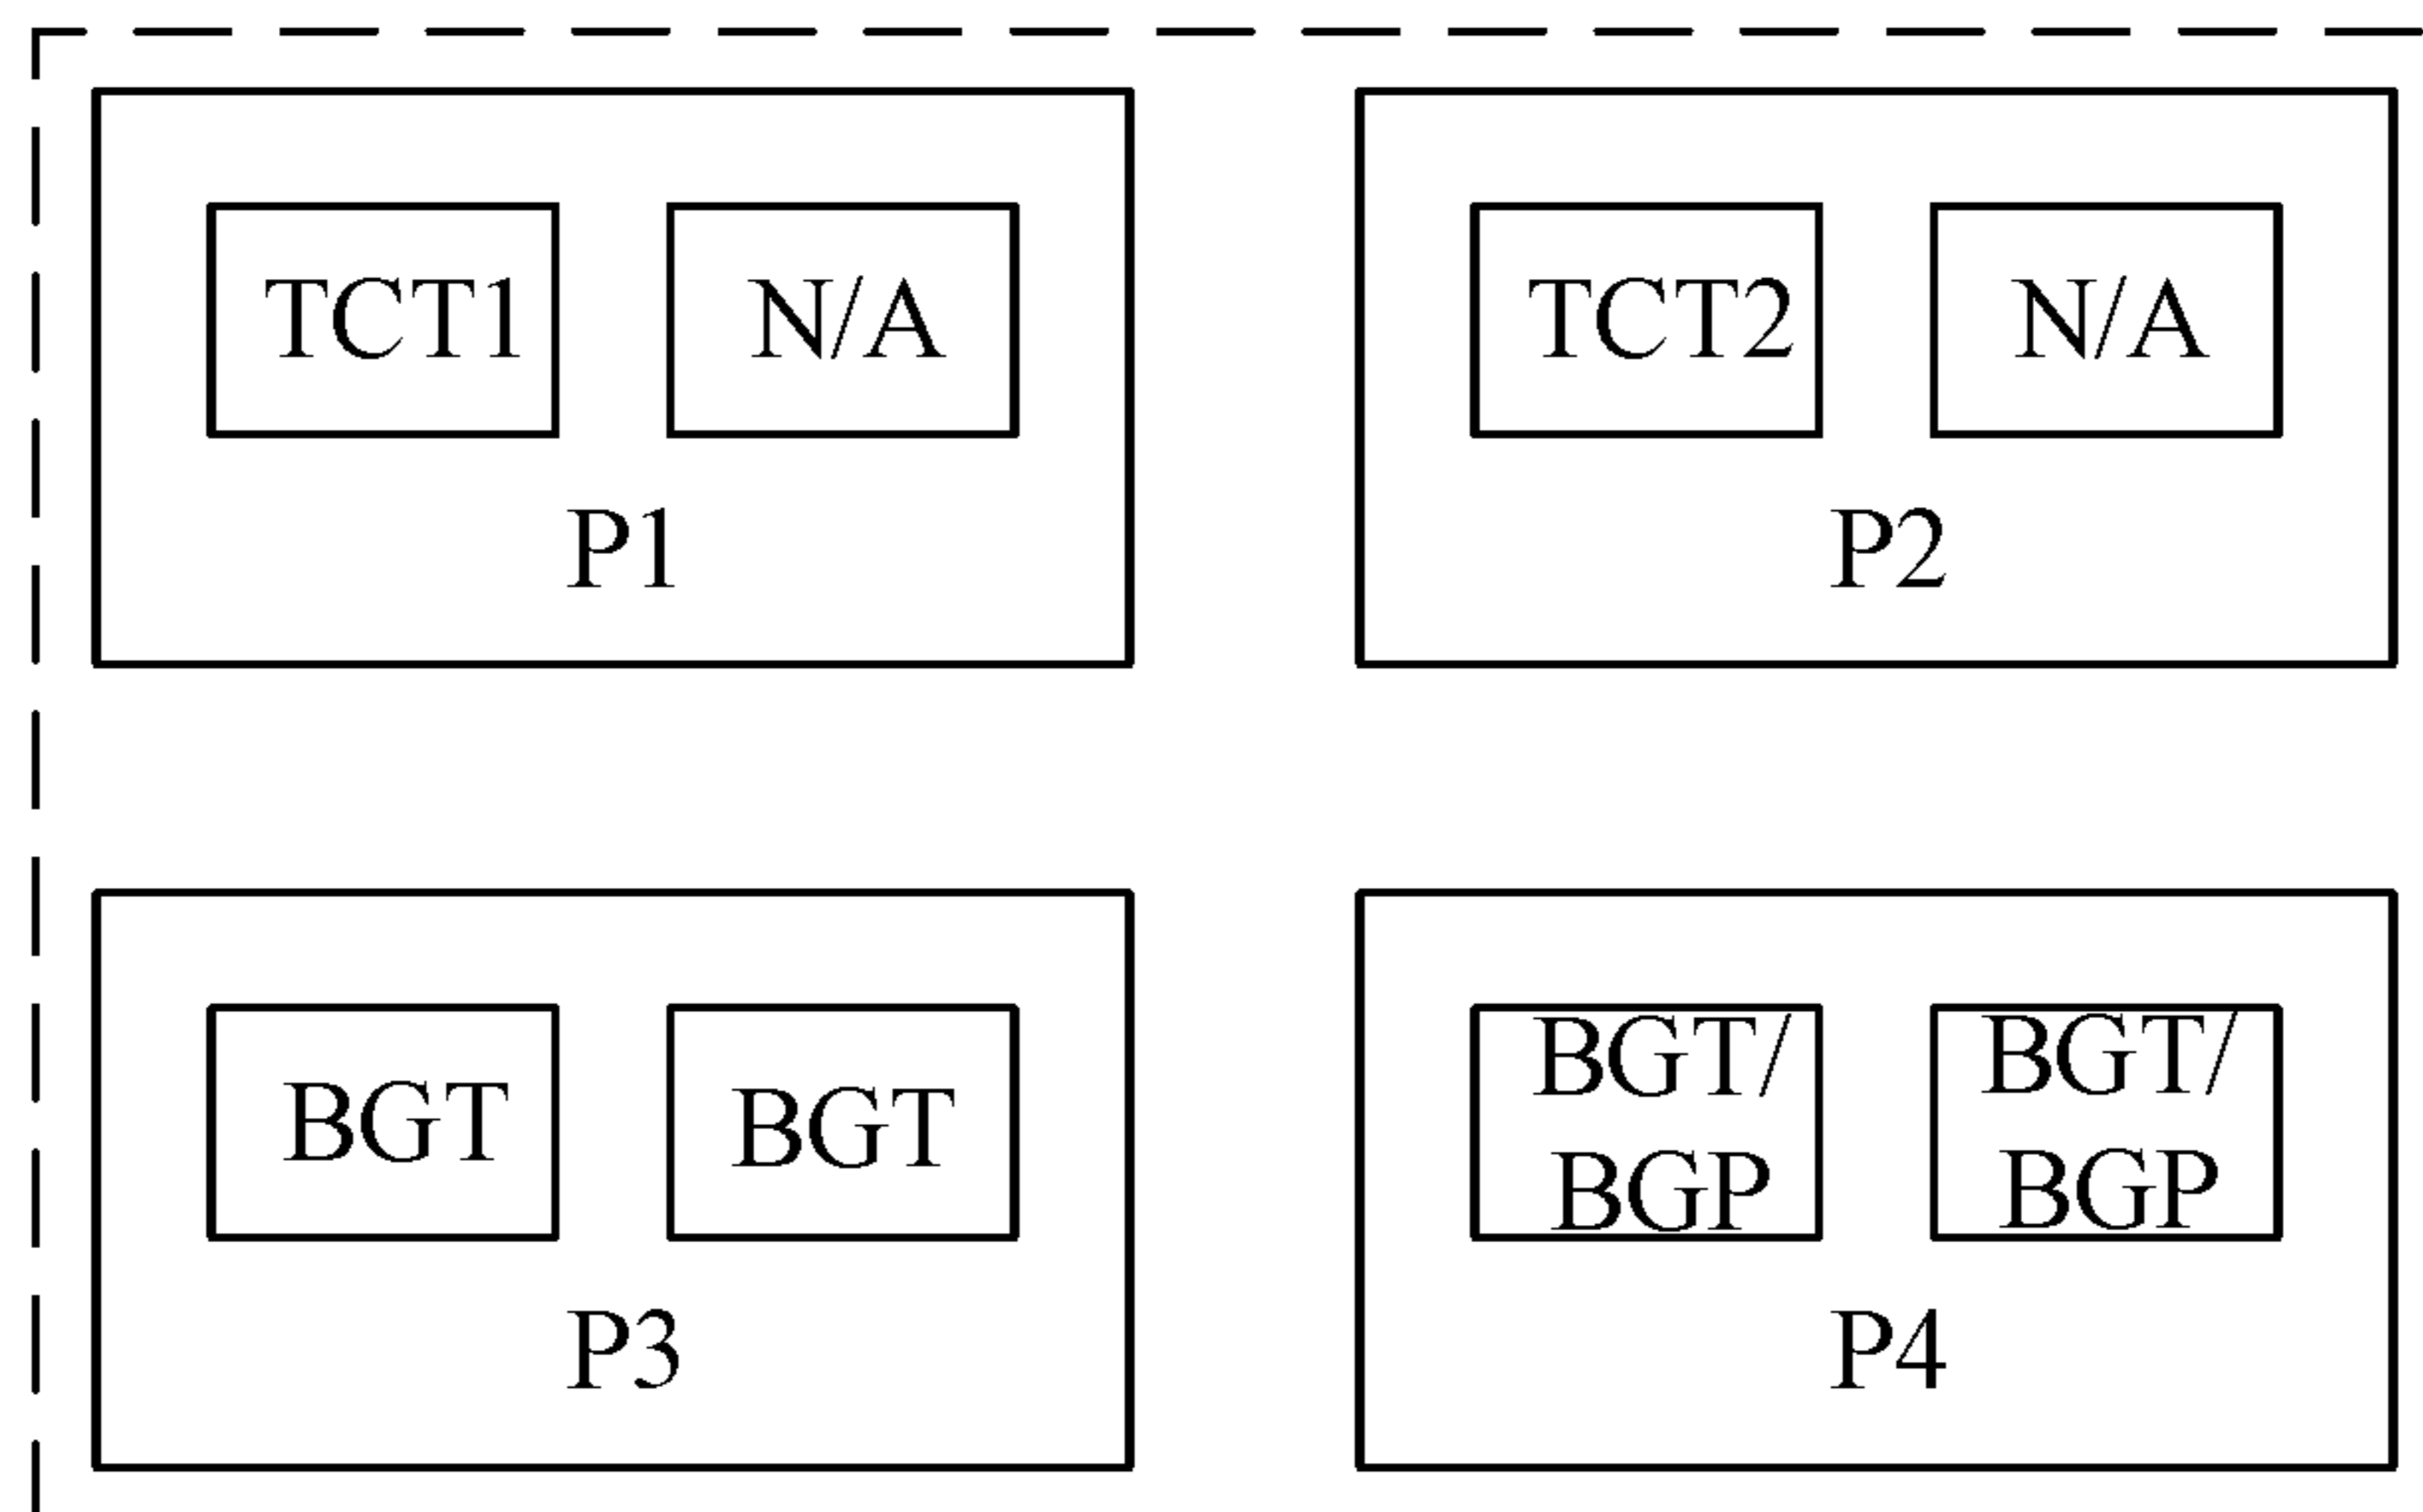 TCT1 N/A
P1
TCT2 N/A
P2
BGT BGT
P3
BGT/ BGT/
BGP BGP
P4